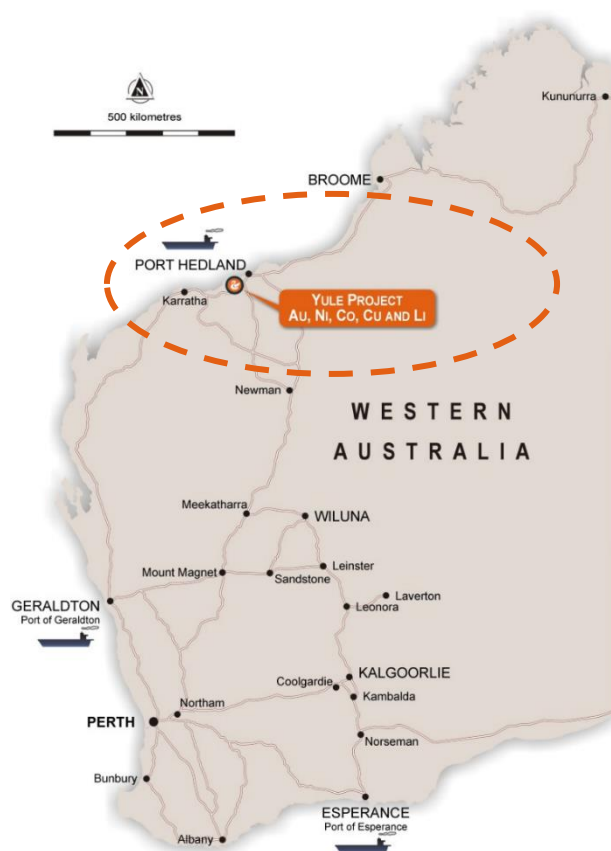 N
500 kilometres
Kununurra
BROOME
PORT HEDLAND
Karratha
YULE PROJECT
AU, NI, CO, CU AND LI
Newman
WESTERN
AUSTRALIA
Meekatharra
WILUNA
Mount Magnet
Sandstone
Leinster
Laverton
Leonora
GERALDTON
Port of Geraldton
KALGOORLIE
Coolgardie
Kambalda
Northam
PERTH
Norseman
Bunbury
ESPERANCE
Port of Esperance
Albany